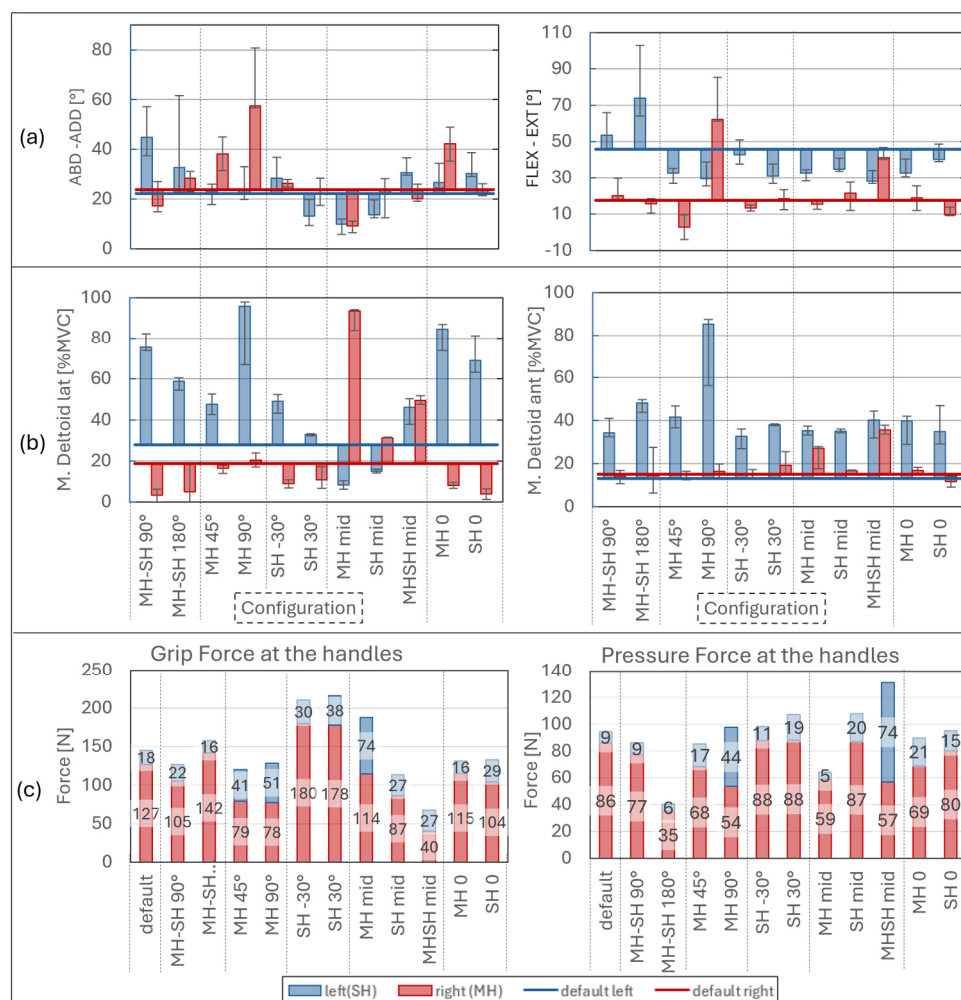 (a)
ABD -ADD [°]
80
60
40
20
0
FLEX - EXT [°]
110
90
70
50
30
10
-10
(b)
M. Deltoid lat [%MVC]
100
80
60
40
20
0
MH-SH 90°
MH-SH 180°
MH 45°
MH 90°
SH -30°
SH 30°
MH mid
SH mid
MHSH mid
MH 0
SH 0
Configuration
M. Deltoid ant [%MVC]
100
80
60
40
20
0
MH-SH 90°
MH-SH 180°
MH 45°
MH 90°
SH -30°
SH 30°
MH mid
SH mid
MHSH mid
MH 0
SH 0
Configuration
(c)
Grip Force at the handles
Force [N]
250
200
150
100
50
0
18 22 16 41 51 30 38 74 27 27 16 29
127 105 142 79 78 180 178 114 87 40 115 104
default
MH-SH 90°
MH-SH..
MH 45°
MH 90°
SH -30°
SH 30°
MH mid
SH mid
MHSH mid
MH 0
SH 0
Pressure Force at the handles
Force [N]
140
120
100
80
60
40
20
0
9 9 6 17 44 11 19 5 20 74 21 15
86 77 35 68 54 88 88 59 87 57 69 80
default
MH-SH 90°
MH-SH 180°
MH 45°
MH 90°
SH -30°
SH 30°
MH mid
SH mid
MHSH mid
MH 0
SH 0
left(SH) right (MH) default left default right